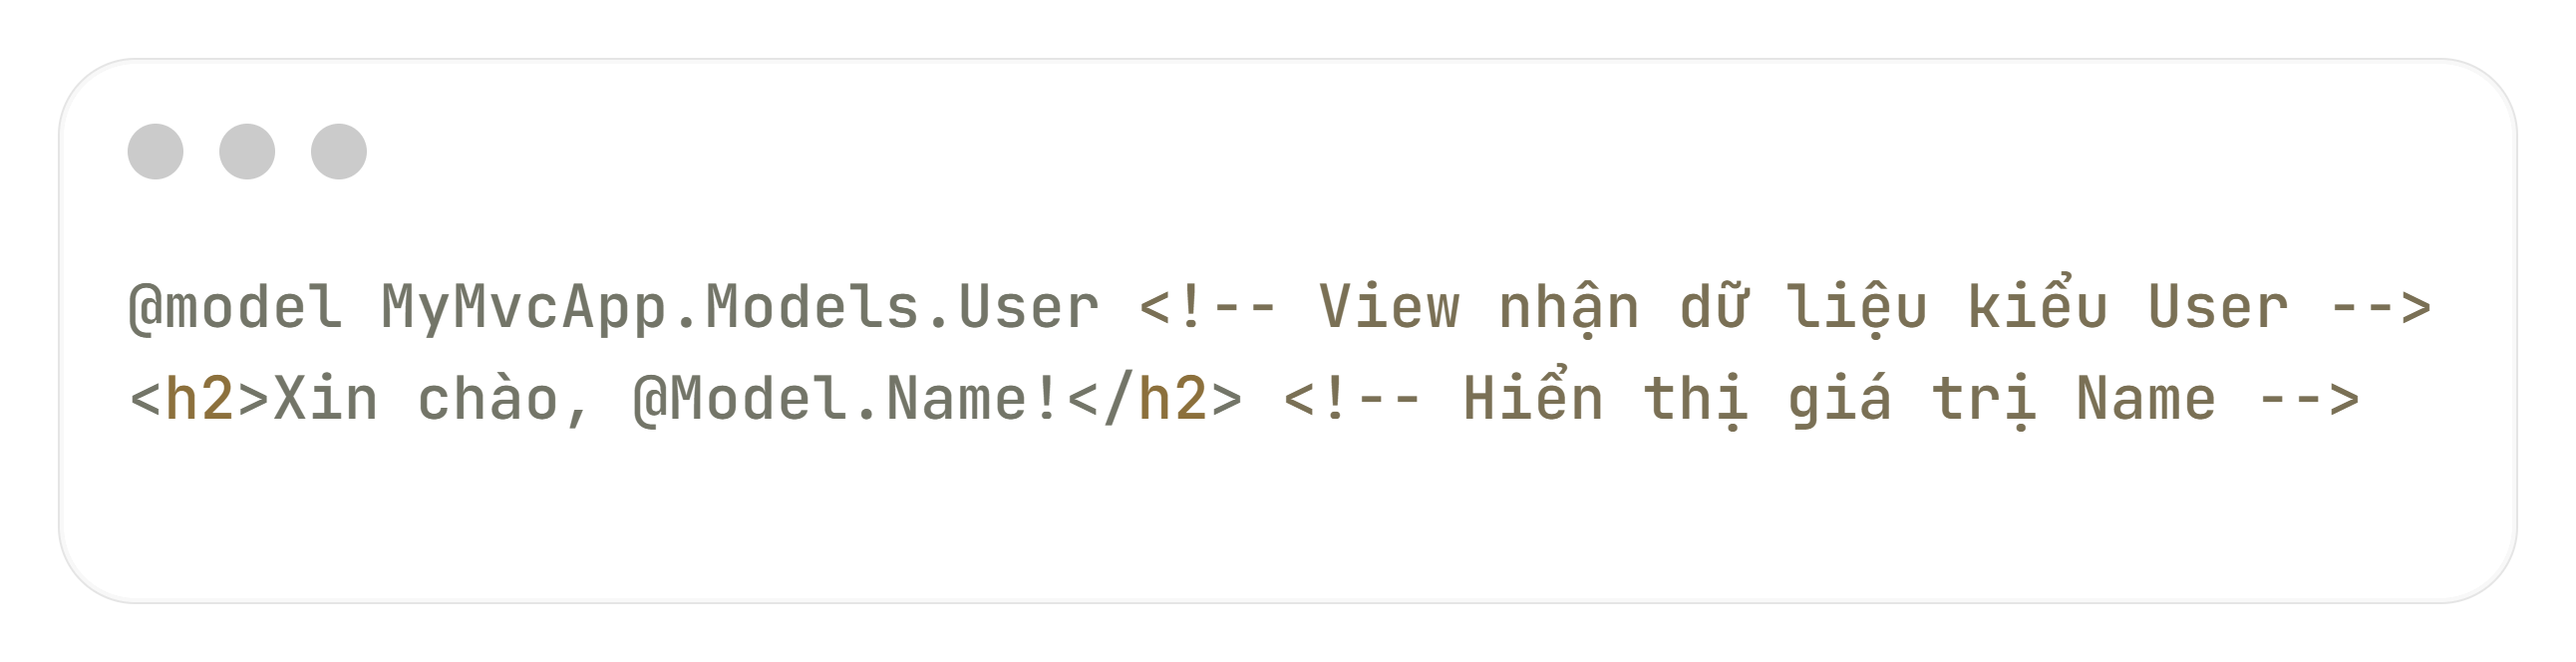 @model MyMvcApp.Models.User <!-- View nhận dữ liệu kiểu User -->
<h2>Xin chào, @Model.Name!</h2> <!-- Hiển thị giá trị Name -->